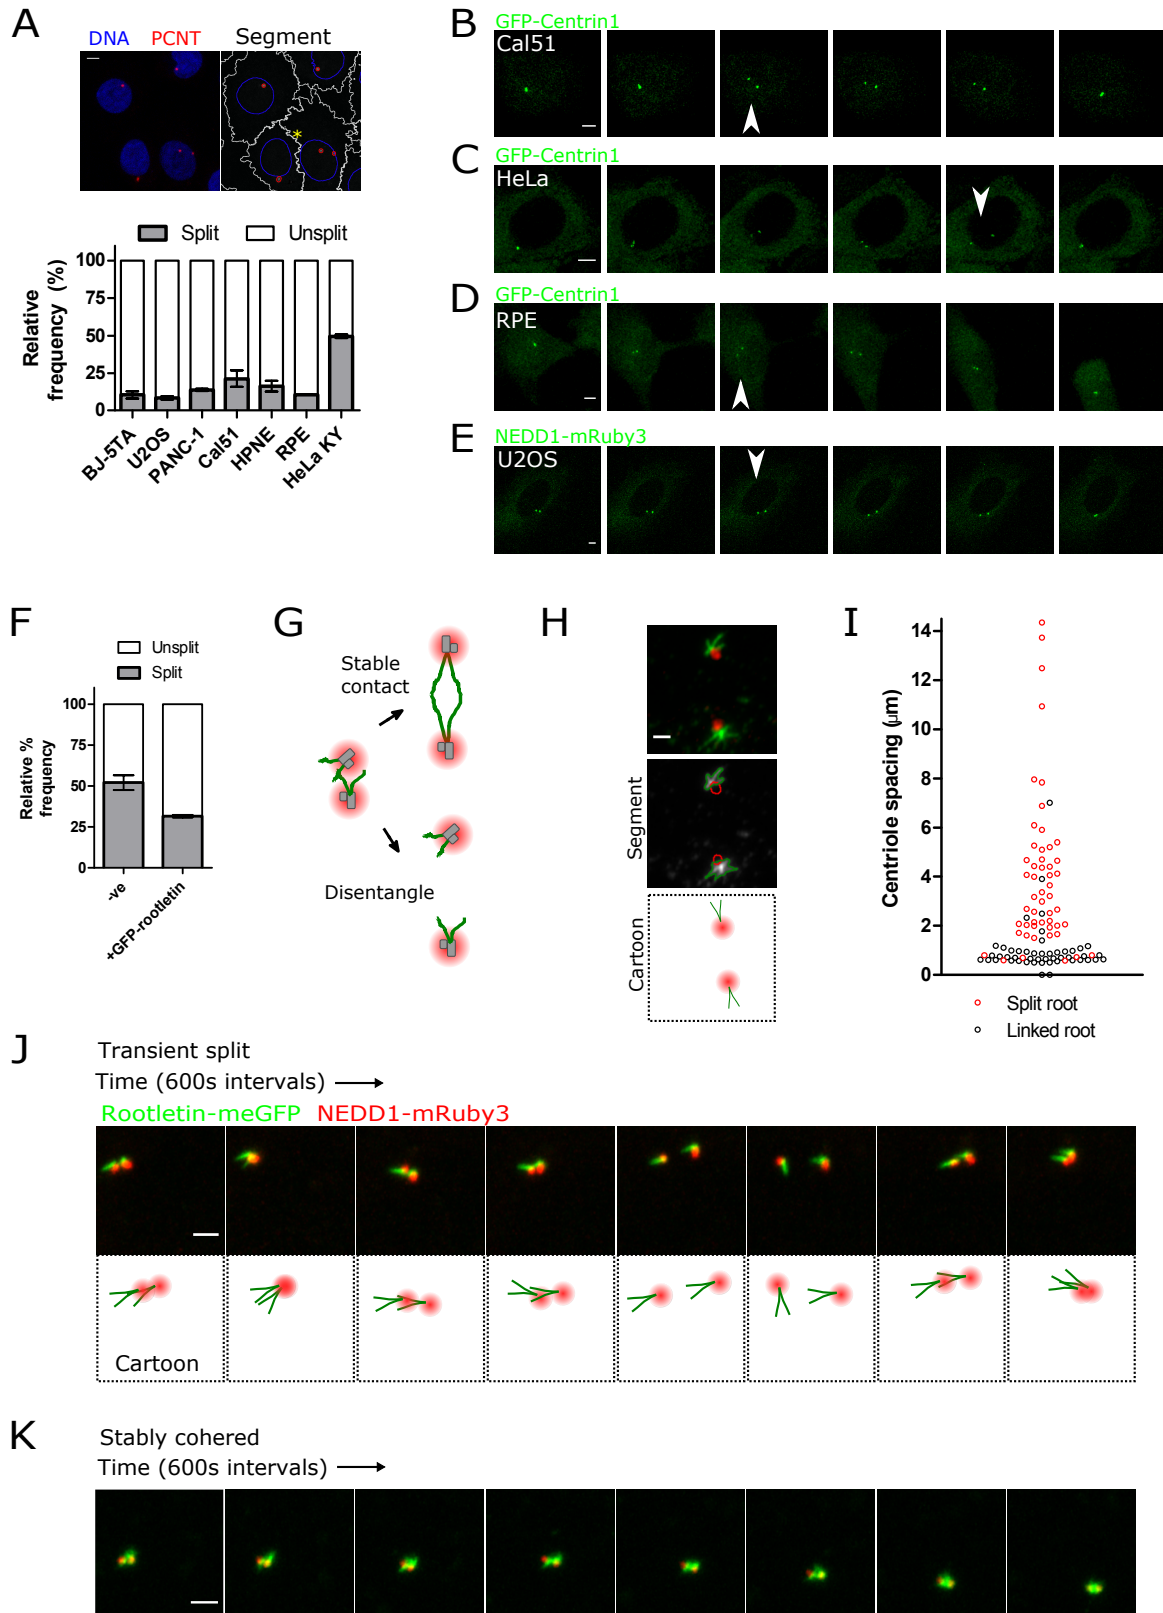 A
DNA PCNT Segment
*
Split Unsplit
Relative frequency (%)
100
75
50
25
0
BJ-5TA
U2OS
PANC-1
Cal51
HPNE
RPE
HeLa KY
B
GFP-Centrin1
Cal51
C
GFP-Centrin1
HeLa
D
GFP-Centrin1
RPE
E
NEDD1-mRuby3
U2OS
F
Unsplit
Split
Relative % frequency
100
75
50
25
0
-ve
+GFP-rootletin
G
Stable
contact
Disentangle
H
Segment
Cartoon
I
Centriole spacing (μm)
14
12
10
8
6
4
2
0
Split root
Linked root
J
Transient split
Time (600s intervals)
Rootletin-meGFP NEDD1-mRuby3
Cartoon
K
Stably cohered
Time (600s intervals)